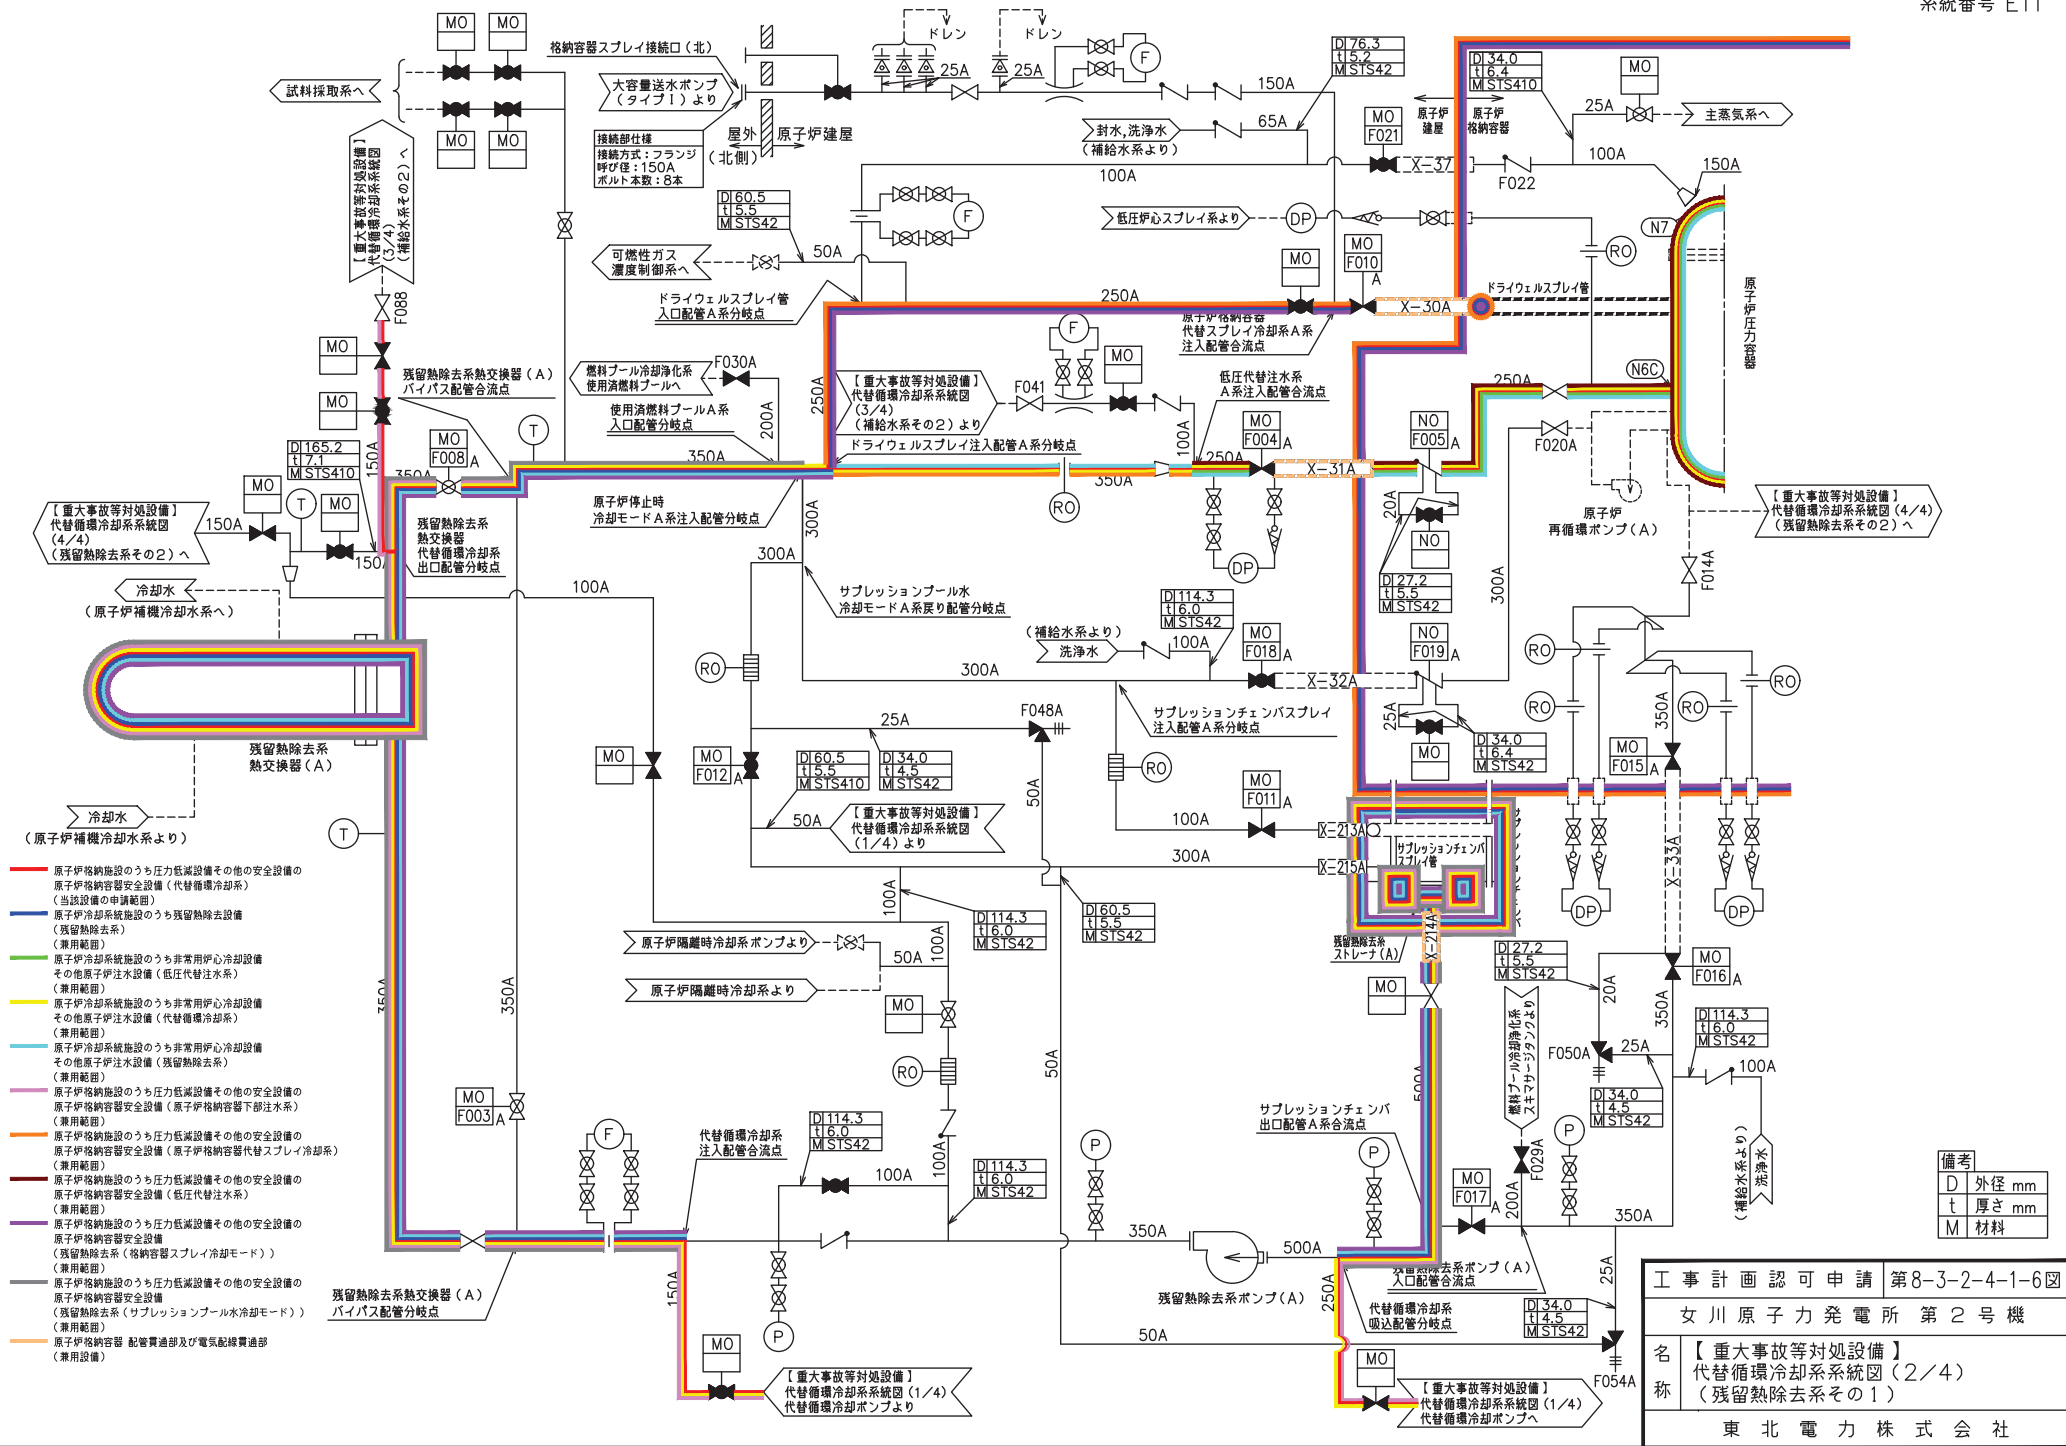 系統番号 E11
MO
MO
試料採取系へ
MO
MO
格納容器スプレイ接続口(北)
大容量送水ポンプ
(タイプI)より
接続部仕様
接続方式:フランジ
呼び径:150A
ボルト本数:8本
屋外
(北側)
原子炉建屋
ドレン
ドレン
25A
25A
F
150A
D 76.3
t 5.2
M STS42
封水,洗浄水
(補給水系より)
65A
100A
MO
F021
原子炉
建屋
原子炉
格納容器
X-37
F022
D 34.0
t 6.4
M STS410
MO
25A
主蒸気系へ
100A
150A
【重大事故等対処設備】
代替循環冷却系系統図
(3/4)
(補給水系その2)へ
F088
MO
MO
D 60.5
t 5.5
M STS42
F
低圧炉心スプレイ系より
DP
RO
N7
可燃性ガス
濃度制御系へ
50A
MO
MO
F010
A
ドライウェルスプレイ管
入口配管A系分岐点
250A
X-30A
ドライウェルスプレイ管
原子炉圧力容器
原子炉格納容器
代替スプレイ冷却系A系
注入配管合流点
残留熱除去系熱交換器(A)
バイパス配管合流点
燃料プール冷却浄化系
使用済燃料プールへ
F030A
200A
使用済燃料プールA系
入口配管分岐点
250A
【重大事故等対処設備】
代替循環冷却系系統図
(3/4)
(補給水系その2)より
F041
F
MO
100A
低圧代替注水系
A系注入配管合流点
N6C
250A
ドライウェルスプレイ注入配管A系分岐点
MO
F004
A
NO
F005
A
F020A
D 165.2
t 7.1
M STS410
150A
350A
MO
F008
A
T
350A
250A
X-31A
350A
RO
20A
NO
D 27.2
t 5.5
M STS42
原子炉
再循環ポンプ(A)
【重大事故等対処設備】
代替循環冷却系系統図(4/4)
(残留熱除去系その2)へ
【重大事故等対処設備】
代替循環冷却系系統図
(4/4)
(残留熱除去系その2)へ
150A
MO
T
MO
150A
残留熱除去系
熱交換器
代替循環冷却系
出口配管分岐点
原子炉停止時
冷却モードA系注入配管分岐点
300A
300A
DP
300A
F014A
冷却水
(原子炉補機冷却水系へ)
100A
サプレッションプール水
冷却モードA系戻り配管分岐点
D 114.3
t 6.0
M STS42
(補給水系より)
洗浄水
100A
MO
F018
A
NO
F019
A
RO
300A
X-32A
25A
MO
D 34.0
t 6.4
M STS42
RO
RO
RO
RO
350A
残留熱除去系
熱交換器(A)
25A
F048A
サプレッションチェンバスプレイ
注入配管A系分岐点
MO
MO
F012
A
D 60.5
t 5.5
M STS410
D 34.0
t 4.5
M STS42
50A
RO
MO
F011
A
MO
F015
A
冷却水
(原子炉補機冷却水系より)
T
50A
【重大事故等対処設備】
代替循環冷却系系統図
(1/4)より
100A
X-213A
300A
X-215A
サプレッションチェンバ
スプレイ管
X-33A
DP
DP
100A
D 114.3
t 6.0
M STS42
D 60.5
t 5.5
M STS42
X-214A
残留熱除去系
ストレーナ(A)
原子炉隔離時冷却系ポンプより
50A
100A
原子炉隔離時冷却系より
MO
MO
D 27.2
t 5.5
M STS42
MO
F016
A
20A
350A
350A
350A
RO
50A
500A
燃料プール冷却浄化系
スキマサージタンクより
F050A
25A
D 114.3
t 6.0
M STS42
100A
D 34.0
t 4.5
M STS42
MO
F003
A
F
代替循環冷却系
注入配管合流点
D 114.3
t 6.0
M STS42
100A
100A
D 114.3
t 6.0
M STS42
P
サプレッションチェンバ
出口配管A系合流点
P
MO
F017
A
F029A
200A
P
(補給水系より)
洗浄水
350A
350A
500A
残留熱除去系ポンプ(A)
入口配管合流点
残留熱除去系ポンプ(A)
250A
代替循環冷却系
吸込配管分岐点
25A
D 34.0
t 4.5
M STS42
残留熱除去系熱交換器(A)
バイパス配管分岐点
150A
P
MO
50A
MO
F054A
【重大事故等対処設備】
代替循環冷却系系統図(1/4)
代替循環冷却ポンプより
【重大事故等対処設備】
代替循環冷却系系統図(1/4)
代替循環冷却ポンプへ
原子炉格納施設のうち圧力低減設備その他の安全設備の
原子炉格納容器安全設備(代替循環冷却系)
(当該設備の申請範囲)
原子炉冷却系統施設のうち残留熱除去設備
(残留熱除去系)
(兼用範囲)
原子炉冷却系統施設のうち非常用炉心冷却設備
その他原子炉注水設備(低圧代替注水系)
(兼用範囲)
原子炉冷却系統施設のうち非常用炉心冷却設備
その他原子炉注水設備(代替循環冷却系)
(兼用範囲)
原子炉冷却系統施設のうち非常用炉心冷却設備
その他原子炉注水設備(残留熱除去系)
(兼用範囲)
原子炉格納施設のうち圧力低減設備その他の安全設備の
原子炉格納容器安全設備(原子炉格納容器下部注水系)
(兼用範囲)
原子炉格納施設のうち圧力低減設備その他の安全設備の
原子炉格納容器安全設備(原子炉格納容器代替スプレイ冷却系)
(兼用範囲)
原子炉格納施設のうち圧力低減設備その他の安全設備の
原子炉格納容器安全設備(低圧代替注水系)
(兼用範囲)
原子炉格納施設のうち圧力低減設備その他の安全設備の
原子炉格納容器安全設備
(残留熱除去系(格納容器スプレイ冷却モード))
(兼用範囲)
原子炉格納施設のうち圧力低減設備その他の安全設備の
原子炉格納容器安全設備
(残留熱除去系(サプレッションプール水冷却モード))
(兼用範囲)
原子炉格納容器 配管貫通部及び電気配線貫通部
(兼用設備)
備考
D 外径 mm
t 厚さ mm
M 材料
工事計画認可申請 第8-3-2-4-1-6図
女川原子力発電所 第2号機
名称
【重大事故等対処設備】
代替循環冷却系系統図(2/4)
(残留熱除去系その1)
東北電力株式会社